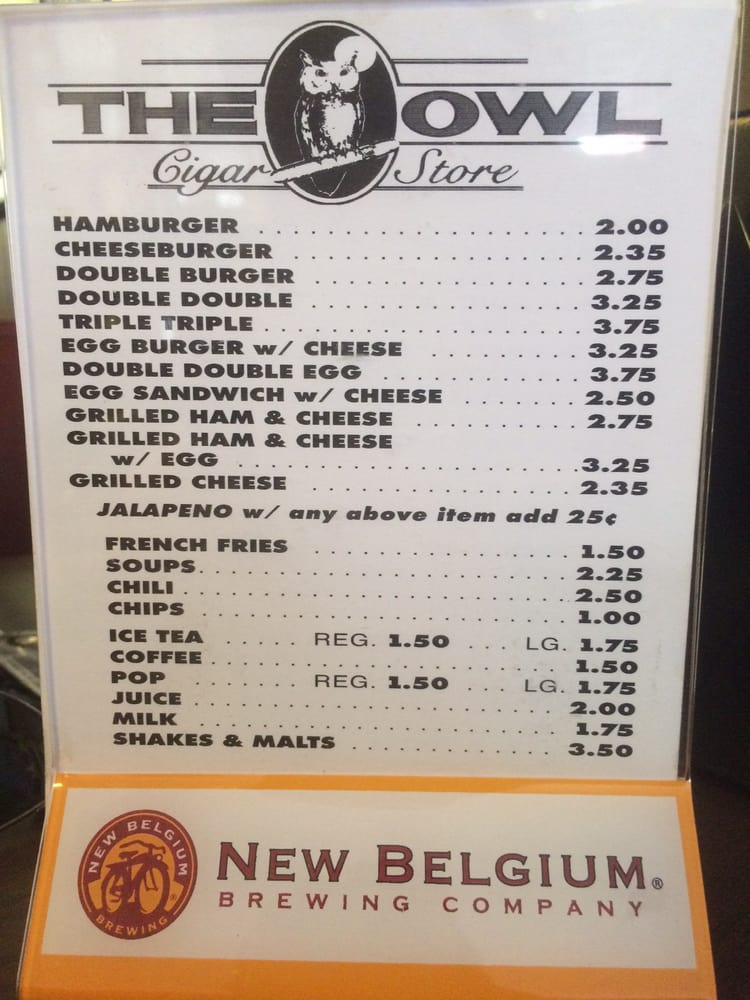 THE OWL
Cigar Store
HAMBURGER . . . . . . . . . . . . . . . . . . . . 2.00
CHEESEBURGER . . . . . . . . . . . . . . . . . . 2.35
DOUBLE BURGER . . . . . . . . . . . . . . . . . 2.75
DOUBLE DOUBLE . . . . . . . . . . . . . . . . . 3.25
TRIPLE TRIPLE . . . . . . . . . . . . . . . . . . . 3.75
EGG BURGER w/ CHEESE . . . . . . . . . . 3.25
DOUBLE DOUBLE EGG . . . . . . . . . . . . . 3.75
EGG SANDWICH w/ CHEESE . . . . . . . . 2.50
GRILLED HAM & CHEESE . . . . . . . . . . . 2.75
GRILLED HAM & CHEESE
w/ EGG . . . . . . . . . . . . . . . . . . . . . . 3.25
GRILLED CHEESE . . . . . . . . . . . . . . . . . 2.35
JALAPENO w/ any above item add 25¢
FRENCH FRIES . . . . . . . . . . . . . . . . . 1.50
SOUPS . . . . . . . . . . . . . . . . . . . . . . . . 2.25
CHILI . . . . . . . . . . . . . . . . . . . . . . . . . 2.50
CHIPS . . . . . . . . . . . . . . . . . . . . . . . . 1.00
ICE TEA . . . . . . REG. 1.50 . . . LG. 1.75
COFFEE . . . . . . . . . . . . . . . . . . . . . . . 1.50
POP . . . . . . . . REG. 1.50 . . . LG. 1.75
JUICE . . . . . . . . . . . . . . . . . . . . . . . . 2.00
MILK . . . . . . . . . . . . . . . . . . . . . . . . . 1.75
SHAKES & MALTS . . . . . . . . . . . . . . 3.50
NEW BELGIUM
BREWING
NEW BELGIUM®
BREWING COMPANY